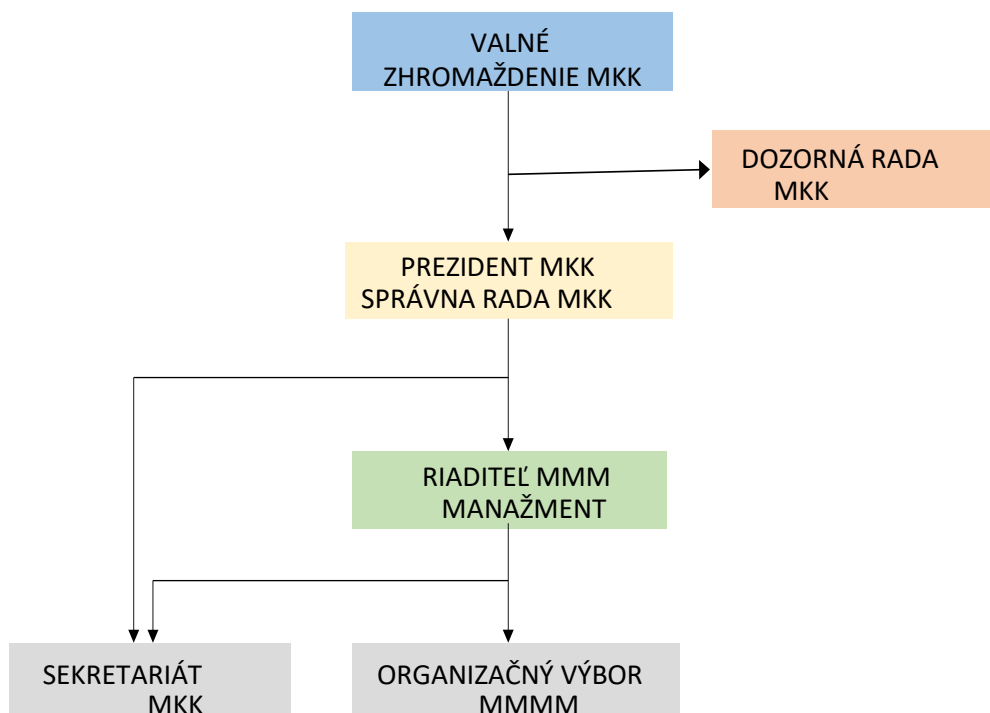 VALNÉ
ZHROMAŽDENIE MKK
DOZORNÁ RADA
MKK
PREZIDENT MKK
SPRÁVNA RADA MKK
RIADITEĽ MMM
MANAŽMENT
SEKRETARIÁT
MKK
ORGANIZAČNÝ VÝBOR
MMMM